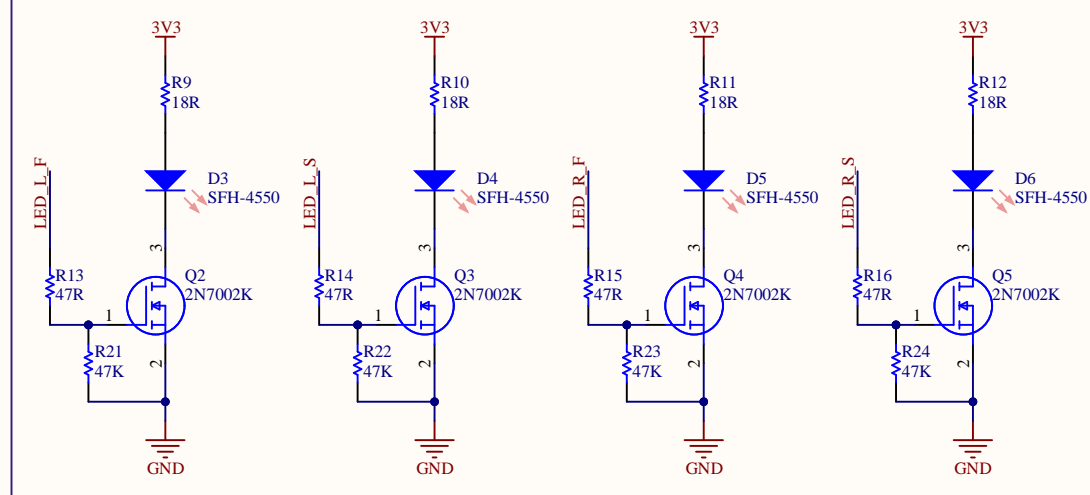 3V3
R9
18R
LED_L_F
D3
SFH-4550
3
R13
47R
Q2
2N7002K
1
R21
47K
2
GND
3V3
R10
18R
LED_L_S
D4
SFH-4550
3
R14
47R
Q3
2N7002K
1
R22
47K
2
GND
3V3
R11
18R
LED_R_F
D5
SFH-4550
3
R15
47R
Q4
2N7002K
1
R23
47K
2
GND
3V3
R12
18R
LED_R_S
D6
SFH-4550
3
R16
47R
Q5
2N7002K
1
R24
47K
2
GND